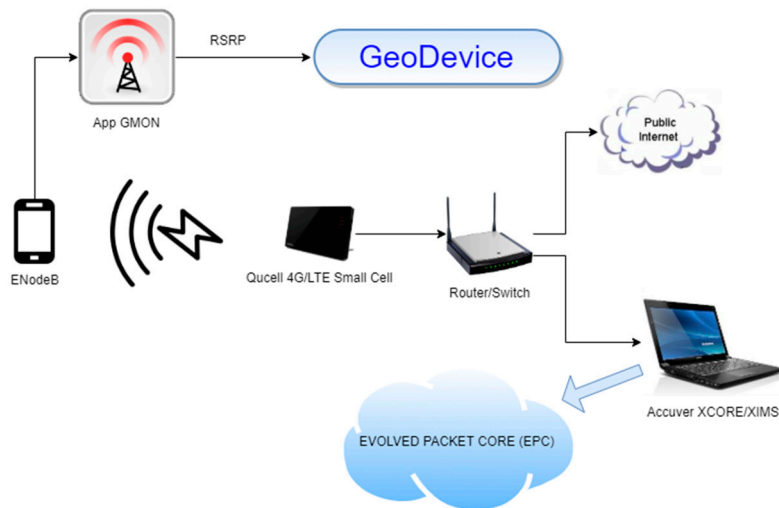 RSRP
GeoDevice
App GMON
Public
Internet
ENodeB
Qucell 4G/LTE Small Cell
Router/Switch
Accuver XCORE/XIMS
EVOLVED PACKET CORE (EPC)